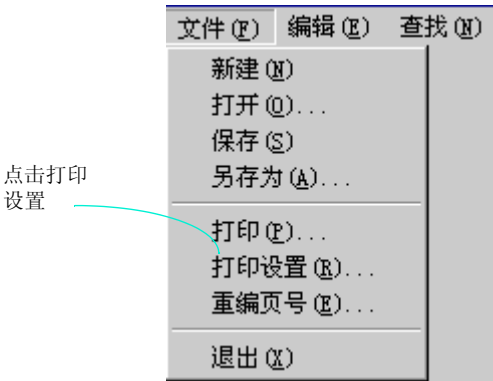 文件(F) 编辑(E) 查找(N)
新建(N)
打开(O)...
保存(S)
另存为(A)...
点击打印
设置
打印(P)...
打印设置(R)...
重编页号(E)...
退出(X)